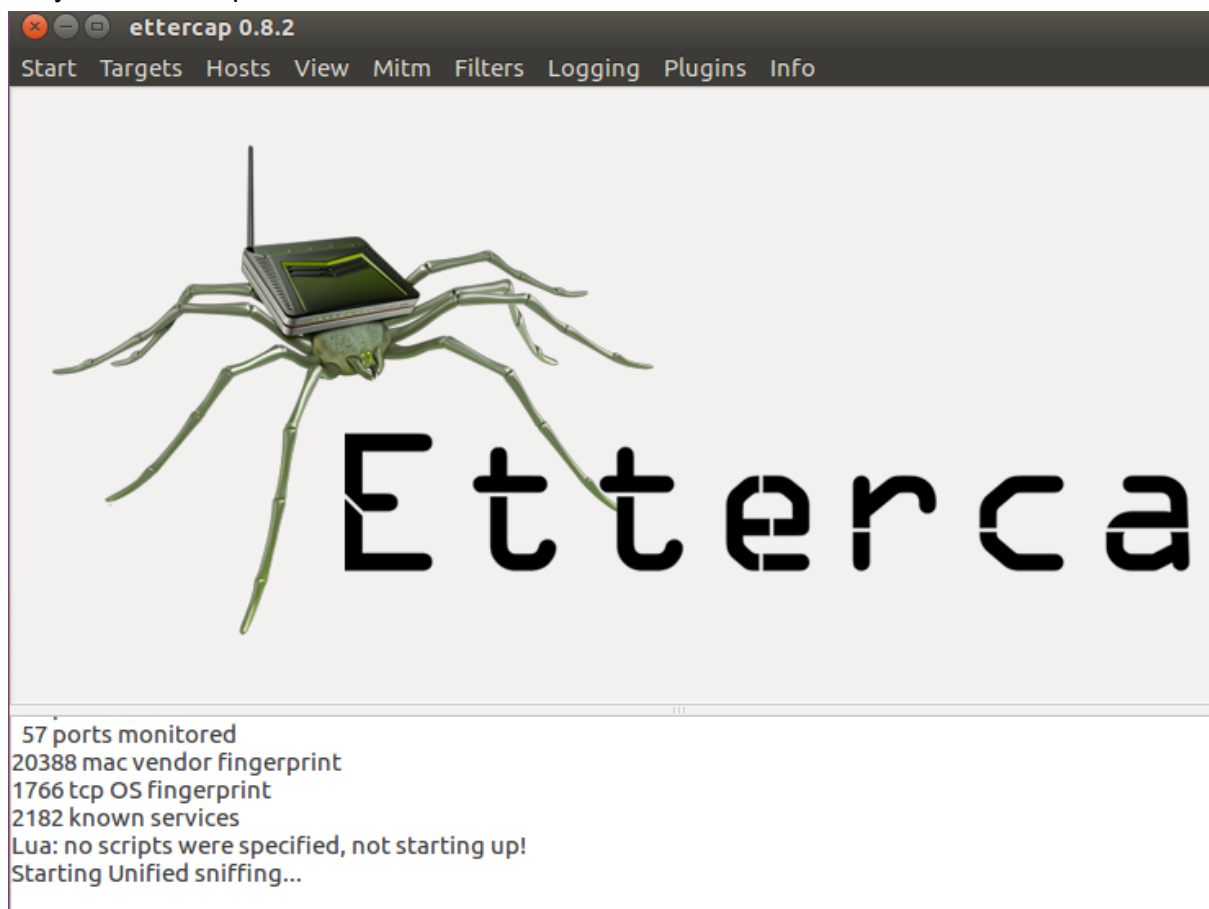 ettercap 0.8.2
Start Targets Hosts View Mitm Filters Logging Plugins Info
Etterca
57 ports monitored
20388 mac vendor fingerprint
1766 tcp OS fingerprint
2182 known services
Lua: no scripts were specified, not starting up!
Starting Unified sniffing...